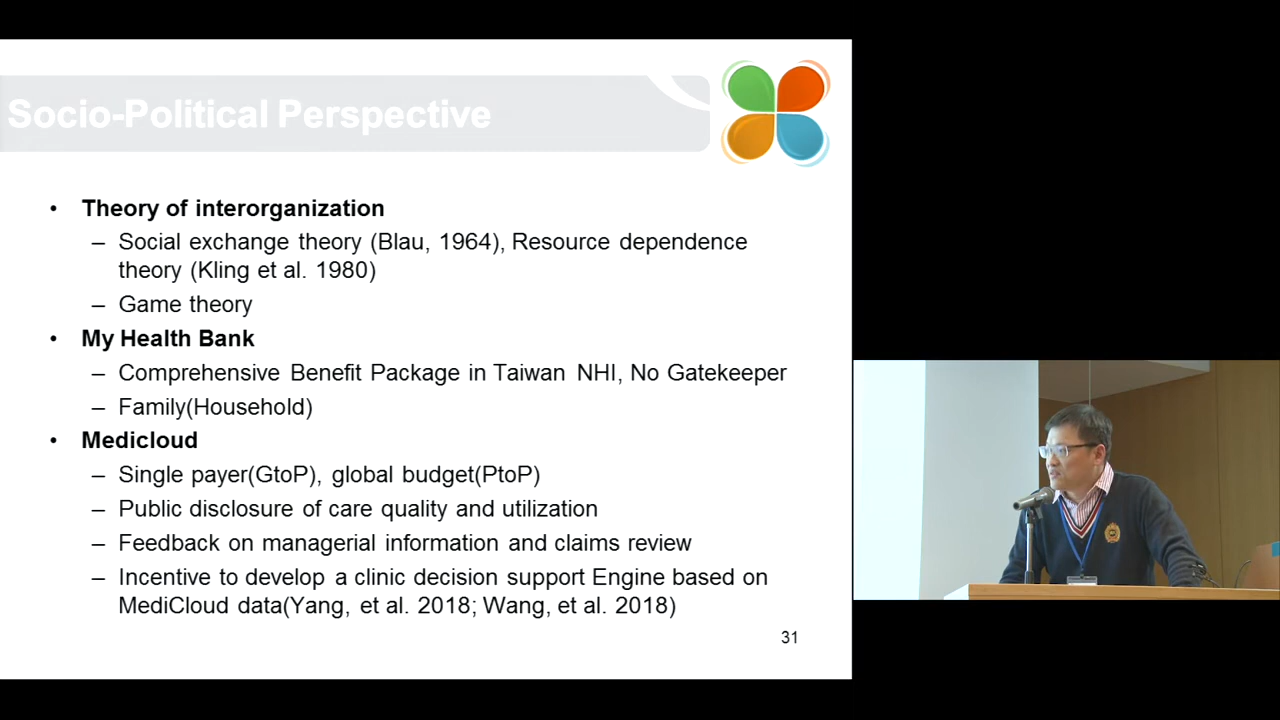 Socio-Political Perspective
• Theory of interorganization
– Social exchange theory (Blau, 1964), Resource dependence
theory (Kling et al. 1980)
– Game theory
• My Health Bank
– Comprehensive Benefit Package in Taiwan NHI, No Gatekeeper
– Family(Household)
• Medicloud
– Single payer(GtoP), global budget(PtoP)
– Public disclosure of care quality and utilization
– Feedback on managerial information and claims review
– Incentive to develop a clinic decision support Engine based on
MediCloud data(Yang, et al. 2018; Wang, et al. 2018)
31